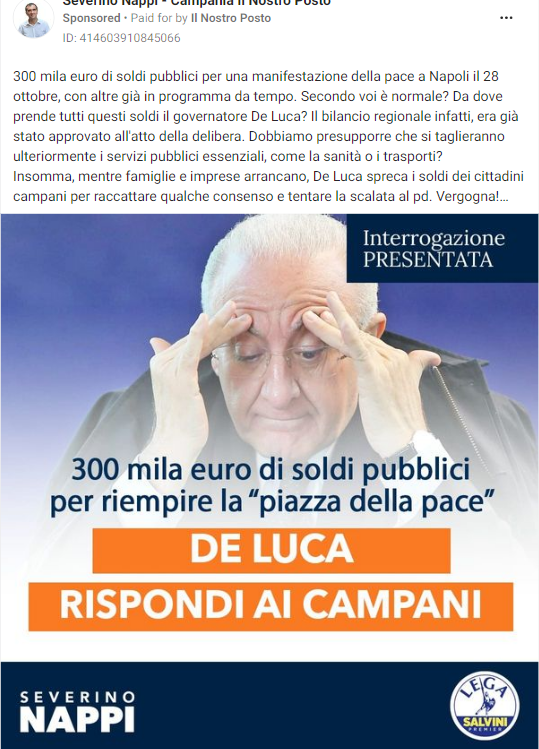 Severino Nappi - Campania Il Nostro Posto
Sponsored • Paid for by Il Nostro Posto
ID: 414603910845066
300 mila euro di soldi pubblici per una manifestazione della pace a Napoli il 28
ottobre, con altre già in programma da tempo. Secondo voi è normale? Da dove
prende tutti questi soldi il governatore De Luca? Il bilancio regionale infatti, era già
stato approvato all'atto della delibera. Dobbiamo presupporre che si taglieranno
ulteriormente i servizi pubblici essenziali, come la sanità o i trasporti?
Insomma, mentre famiglie e imprese arrancano, De Luca spreca i soldi dei cittadini
campani per raccattare qualche consenso e tentare la scalata al pd. Vergogna!...
Interrogazione
PRESENTATA
300 mila euro di soldi pubblici
per riempire la “piazza della pace”
DE LUCA
RISPONDI AI CAMPANI
SEVERINO
NAPPI
LEGA
SALVINI
PREMIER